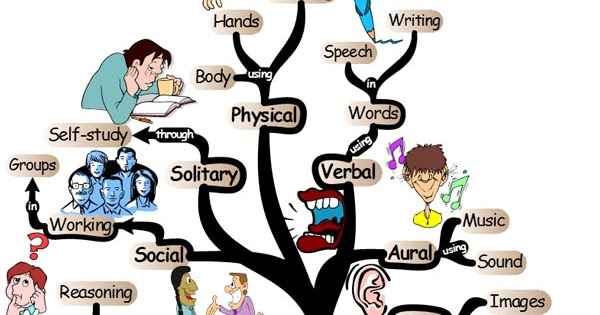 Hands
Writing
Speech
Body
using
in
Physical
Words
Self-study
through
using
Groups
Solitary
Verbal
in
Working
Music
Social
Aural
using
Sound
Reasoning
Images